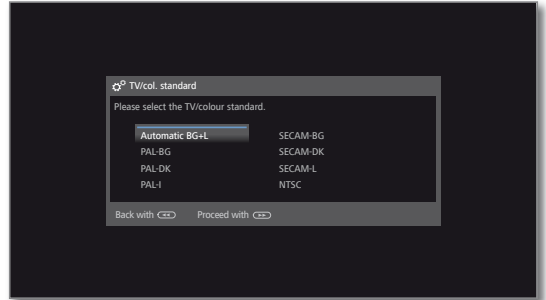 TV/col. standard
Please select the TV/colour standard.
Automatic BG+L SECAM-BG
PAL-BG SECAM-DK
PAL-DK SECAM-L
PAL-I NTSC
Back with Proceed with